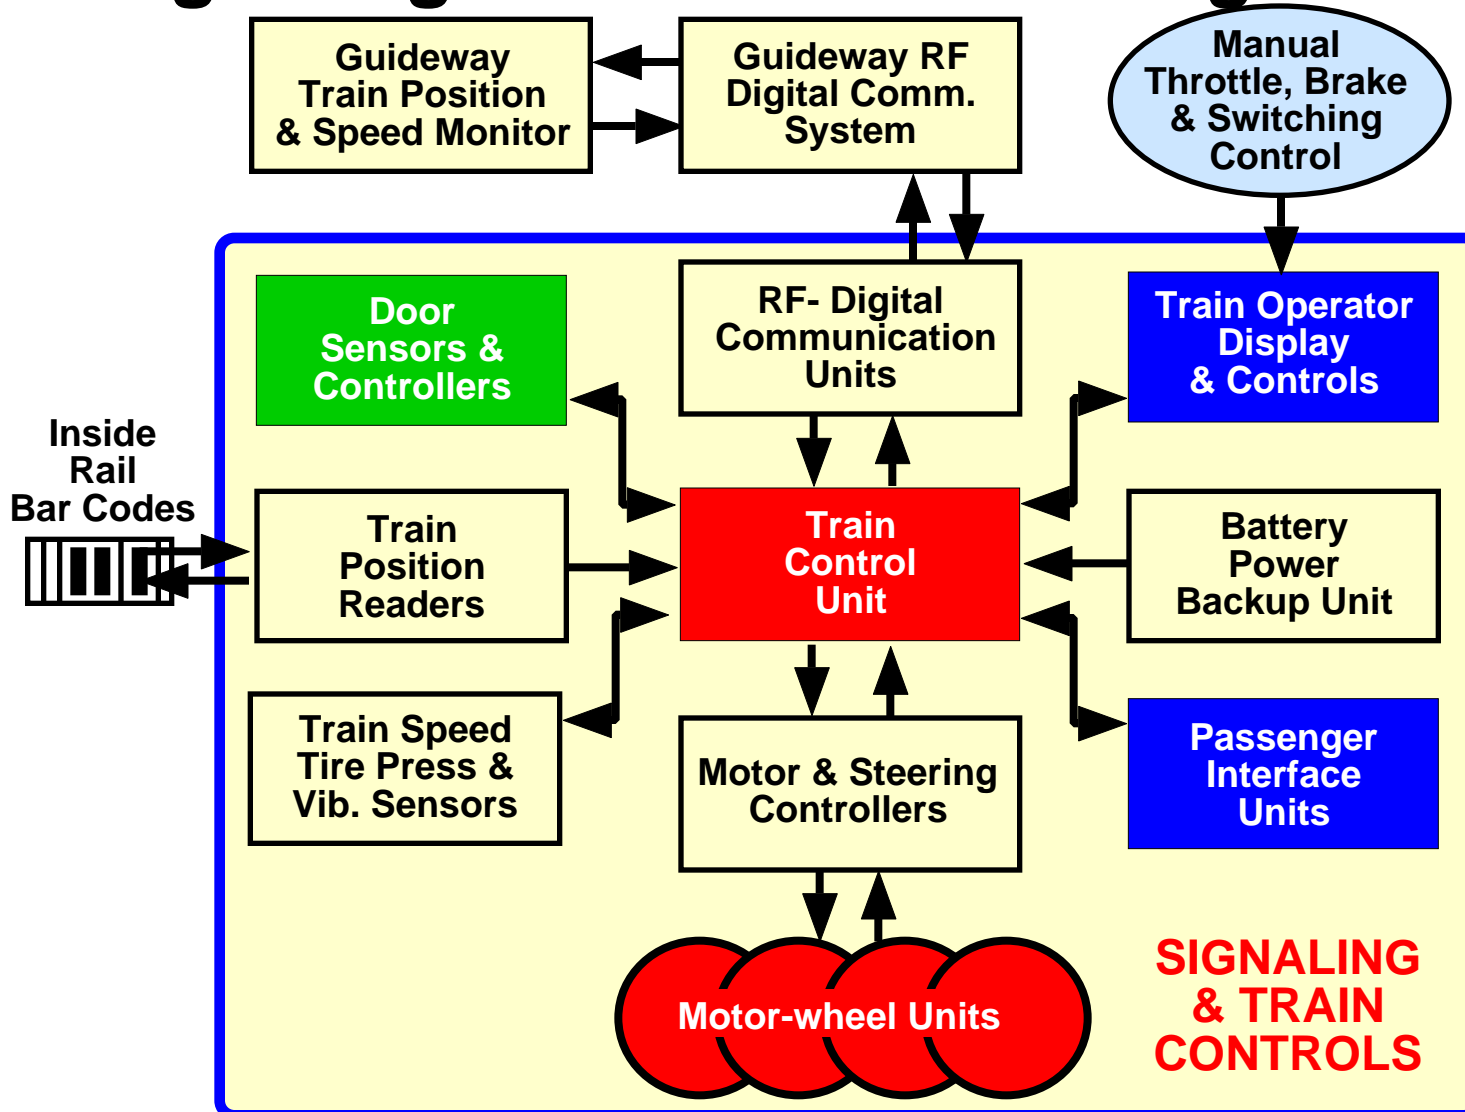 Guideway
Train Position
& Speed Monitor
Guideway RF
Digital Comm.
System
Manual
Throttle, Brake
& Switching
Control
Door
Sensors &
Controllers
RF- Digital
Communication
Units
Train Operator
Display
& Controls
Inside
Rail
Bar Codes
Train
Position
Readers
Train
Control
Unit
Battery
Power
Backup Unit
Train Speed
Tire Press &
Vib. Sensors
Motor & Steering
Controllers
Passenger
Interface
Units
Motor-wheel Units
SIGNALING
& TRAIN
CONTROLS